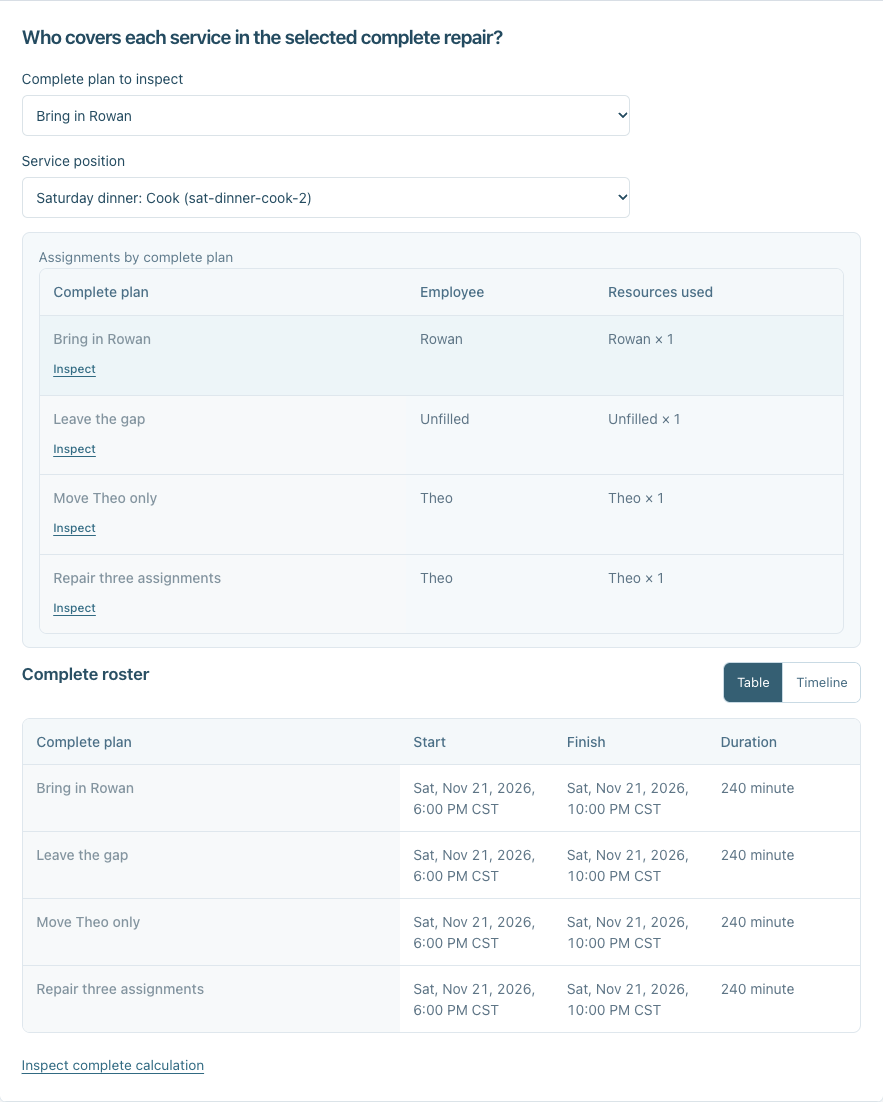 Who covers each service in the selected complete repair?
Complete plan to inspect
Bring in Rowan
Service position
Saturday dinner: Cook (sat-dinner-cook-2)
Assignments by complete plan
Complete plan Employee Resources used
Bring in Rowan Rowan Rowan × 1
Inspect
Leave the gap Unfilled Unfilled × 1
Inspect
Move Theo only Theo Theo × 1
Inspect
Repair three assignments Theo Theo × 1
Inspect
Complete roster Table Timeline
Complete plan Start Finish Duration
Bring in Rowan Sat, Nov 21, 2026, Sat, Nov 21, 2026, 240 minute
6:00 PM CST 10:00 PM CST
Leave the gap Sat, Nov 21, 2026, Sat, Nov 21, 2026, 240 minute
6:00 PM CST 10:00 PM CST
Move Theo only Sat, Nov 21, 2026, Sat, Nov 21, 2026, 240 minute
6:00 PM CST 10:00 PM CST
Repair three assignments Sat, Nov 21, 2026, Sat, Nov 21, 2026, 240 minute
6:00 PM CST 10:00 PM CST
Inspect complete calculation